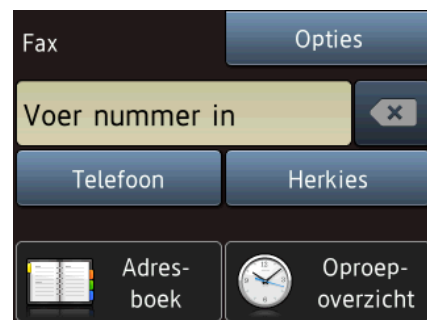 Fax
Opties
Voer nummer in
Telefoon
Herkies
Adres-
boek
Oproep-
overzicht